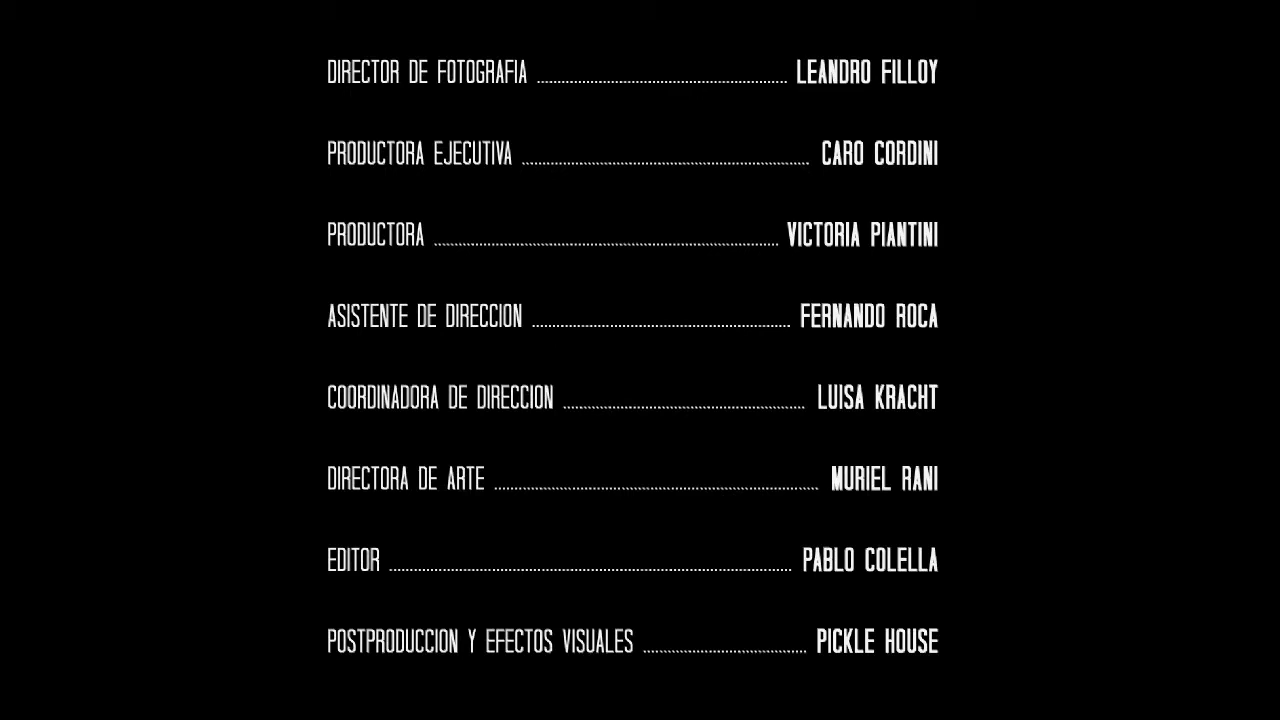 DIRECTOR DE FOTOGRAFIA ........................ LEANDRO FILLOY
PRODUCTORA EJECUTIVA ........................ CARO CORDINI
PRODUCTORA ........................ VICTORIA PIANTINI
ASISTENTE DE DIRECCION ........................ FERNANDO ROCA
COORDINADORA DE DIRECCION ........................ LUISA KRACHT
DIRECTORA DE ARTE ........................ MURIEL RANI
EDITOR ........................ PABLO COLELLA
POSTPRODUCCION Y EFECTOS VISUALES ........................ PICKLE HOUSE